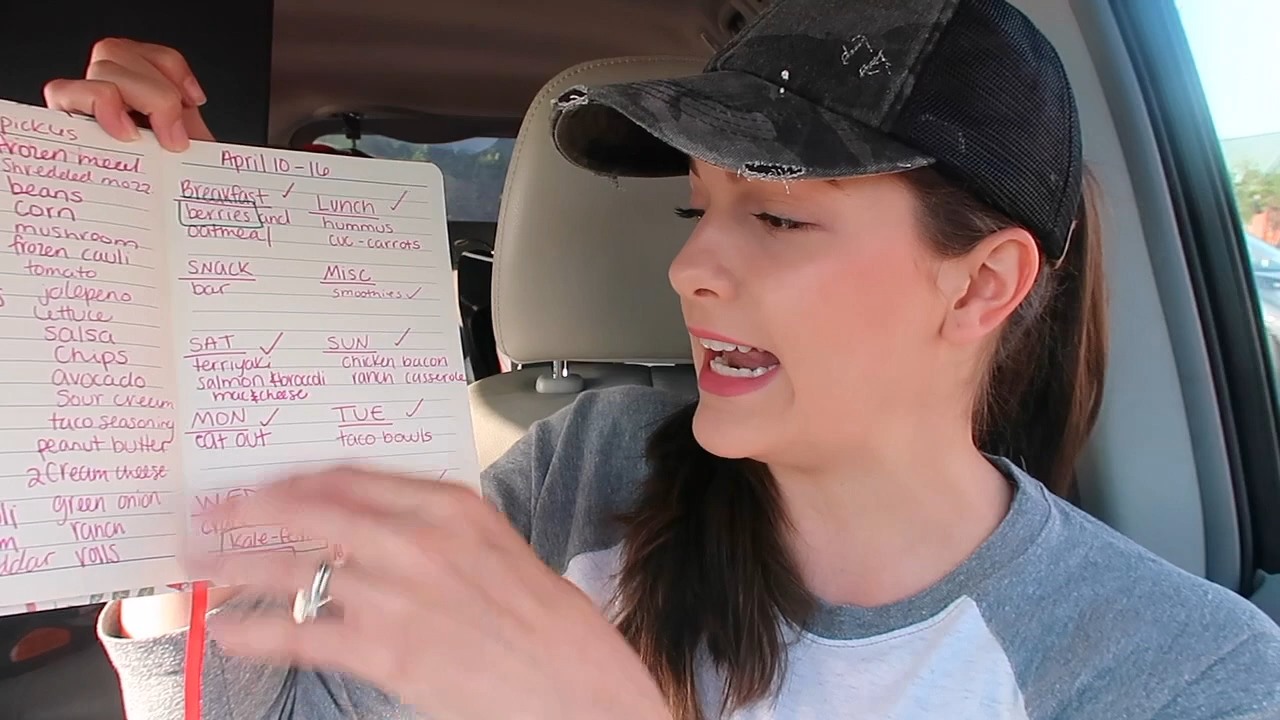 pickus
frozen meal
Shredded mozz
beans
corn
mushroom
frozen cauli
tomato
jalepeno
Lettuce
salsa
Chips
avocado
Sour cream
taco seasoning
peanut butter
2 Cream cheese
green onion
ranch
rolls
April 10-16
Breakfast ✓
berries and
oatmeal
Lunch ✓
hummus
cuc-carrots
SNACK
bar
Misc
smoothies ✓
SAT ✓
terriyaki
salmon + broccoli
mac & cheese
SUN ✓
chicken bacon
ranch casserole
MON ✓
eat out
TUE ✓
taco bowls
WED